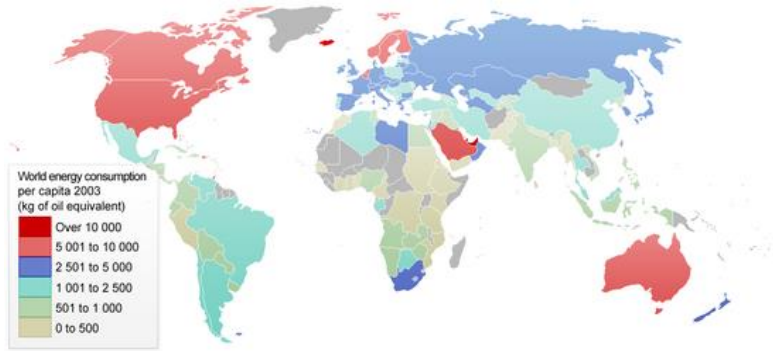 World energy consumption
per capita 2003
(kg of oil equivalent)
Over 10 000
5 001 to 10 000
2 501 to 5 000
1 001 to 2 500
501 to 1 000
0 to 500